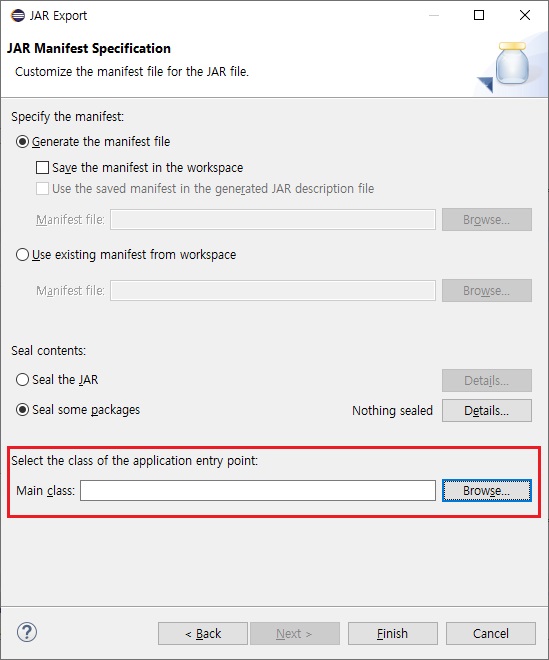 JAR Export
JAR Manifest Specification
Customize the manifest file for the JAR file.
Specify the manifest:
Generate the manifest file
Save the manifest in the workspace
Use the saved manifest in the generated JAR description file
Manifest file:
Browse...
Use existing manifest from workspace
Manifest file:
Browse...
Seal contents:
Seal the JAR
Details...
Seal some packages
Nothing sealed
Details...
Select the class of the application entry point:
Main class:
Browse...
?
< Back
Next >
Finish
Cancel